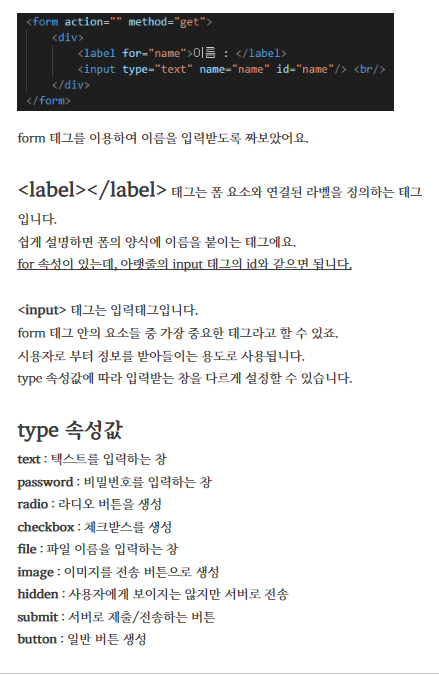 <form action="" method="get">
<div>
<label for="name">이름 : </label>
<input type="text" name="name" id="name"/> <br/>
</div>
</form>
form 태그를 이용하여 이름을 입력받도록 짜보았어요.
<label></label> 태그는 폼 요소와 연결된 라벨을 정의하는 태그
입니다.
쉽게 설명하면 폼의 양식에 이름을 붙이는 태그에요.
for 속성이 있는데, 아랫줄의 input 태그의 id와 같으면 됩니다.
<input> 태그는 입력태그입니다.
form 태그 안의 요소들 중 가장 중요한 태그라고 할 수 있죠.
시용자로 부터 정보를 받아들이는 용도로 사용됩니다.
type 속성값에 따라 입력받는 창을 다르게 설정할 수 있습니다.
type 속성값
text : 텍스트를 입력하는 창
password : 비밀번호를 입력하는 창
radio : 라디오 버튼을 생성
checkbox : 체크받스를 생성
file : 파일 이름을 입력하는 창
image : 이미지를 전송 버튼으로 생성
hidden : 사용자에게 보이지는 않지만 서버로 전송
submit : 서버로 제출/전송하는 버튼
button : 일반 버튼 생성